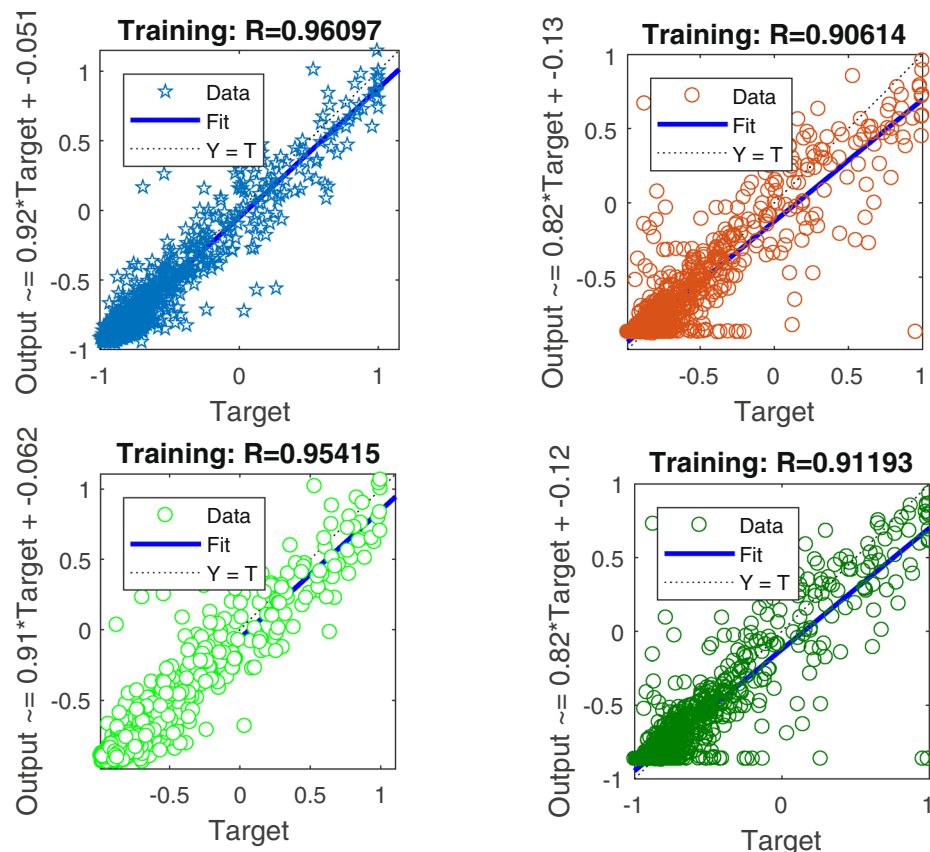 Training: R=0.96097
Output ~= 0.92*Target + -0.051
Data
Fit
Y = T
1
0.5
0
-0.5
-1
-1
0
1
Target
Training: R=0.90614
Output ~= 0.82*Target + -0.13
Data
Fit
Y = T
1
0.5
0
-0.5
-0.5
0
0.5
1
Target
Training: R=0.95415
Output ~= 0.91*Target + -0.062
Data
Fit
Y = T
1
0.5
0
-0.5
-0.5
0
0.5
1
Target
Training: R=0.91193
Output ~= 0.82*Target + -0.12
Data
Fit
Y = T
1
0.5
0
-0.5
-1
-1
0
1
Target